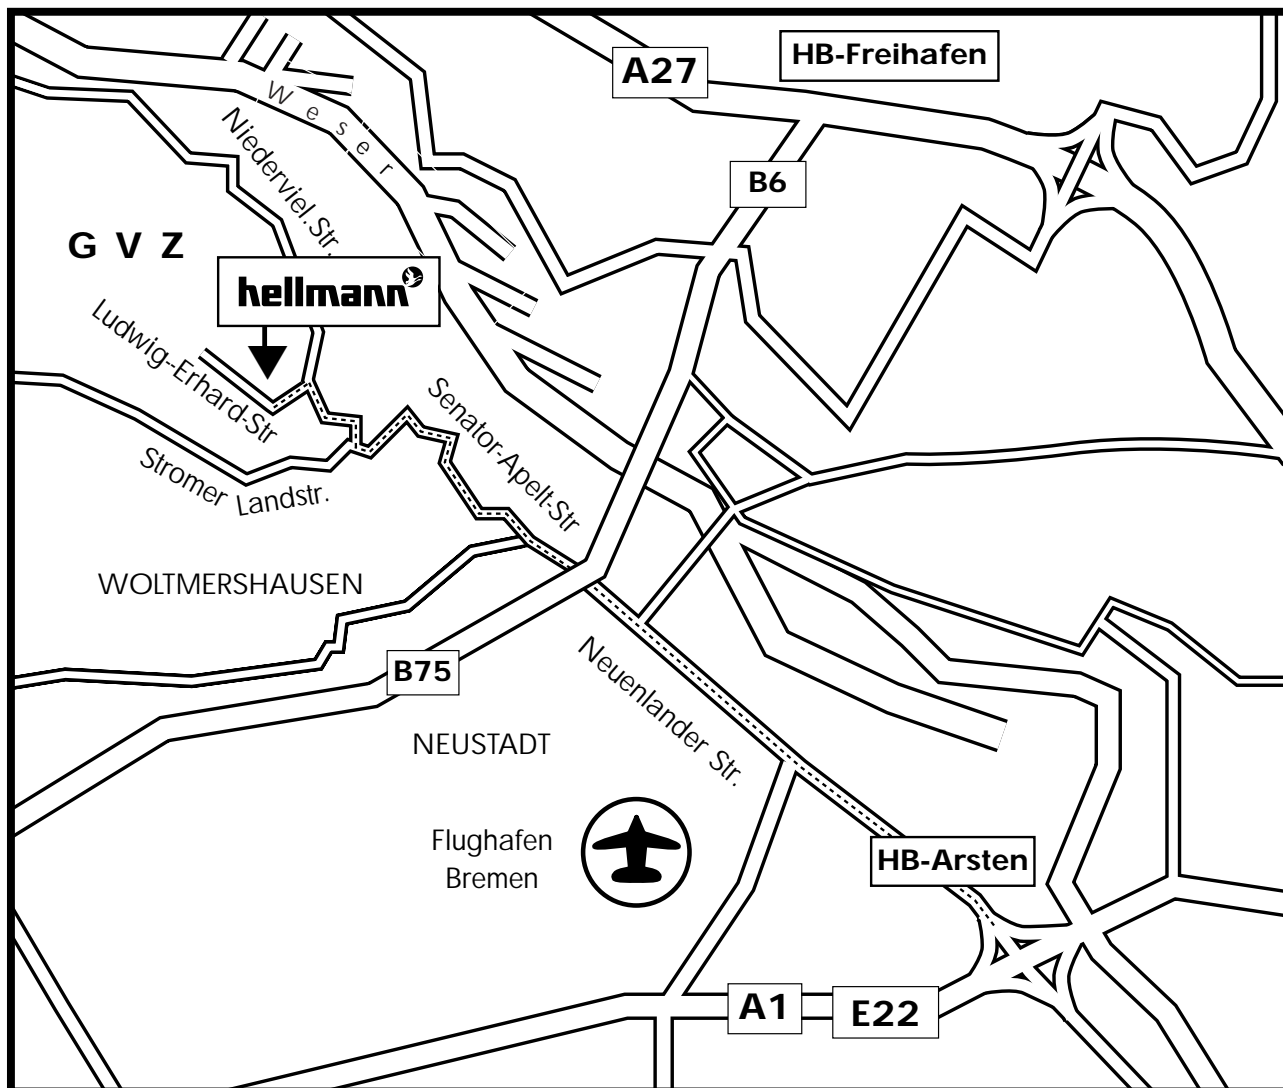 HB-Freihafen
A27
Weser
Niederviel.Str.
B6
G V Z
hellmann
Ludwig-Erhard-Str
Senator-Apelt-Str
Stromer Landstr.
WOLTMERSHAUSEN
B75
Neuenlander Str.
NEUSTADT
Flughafen
Bremen
HB-Arsten
A1
E22